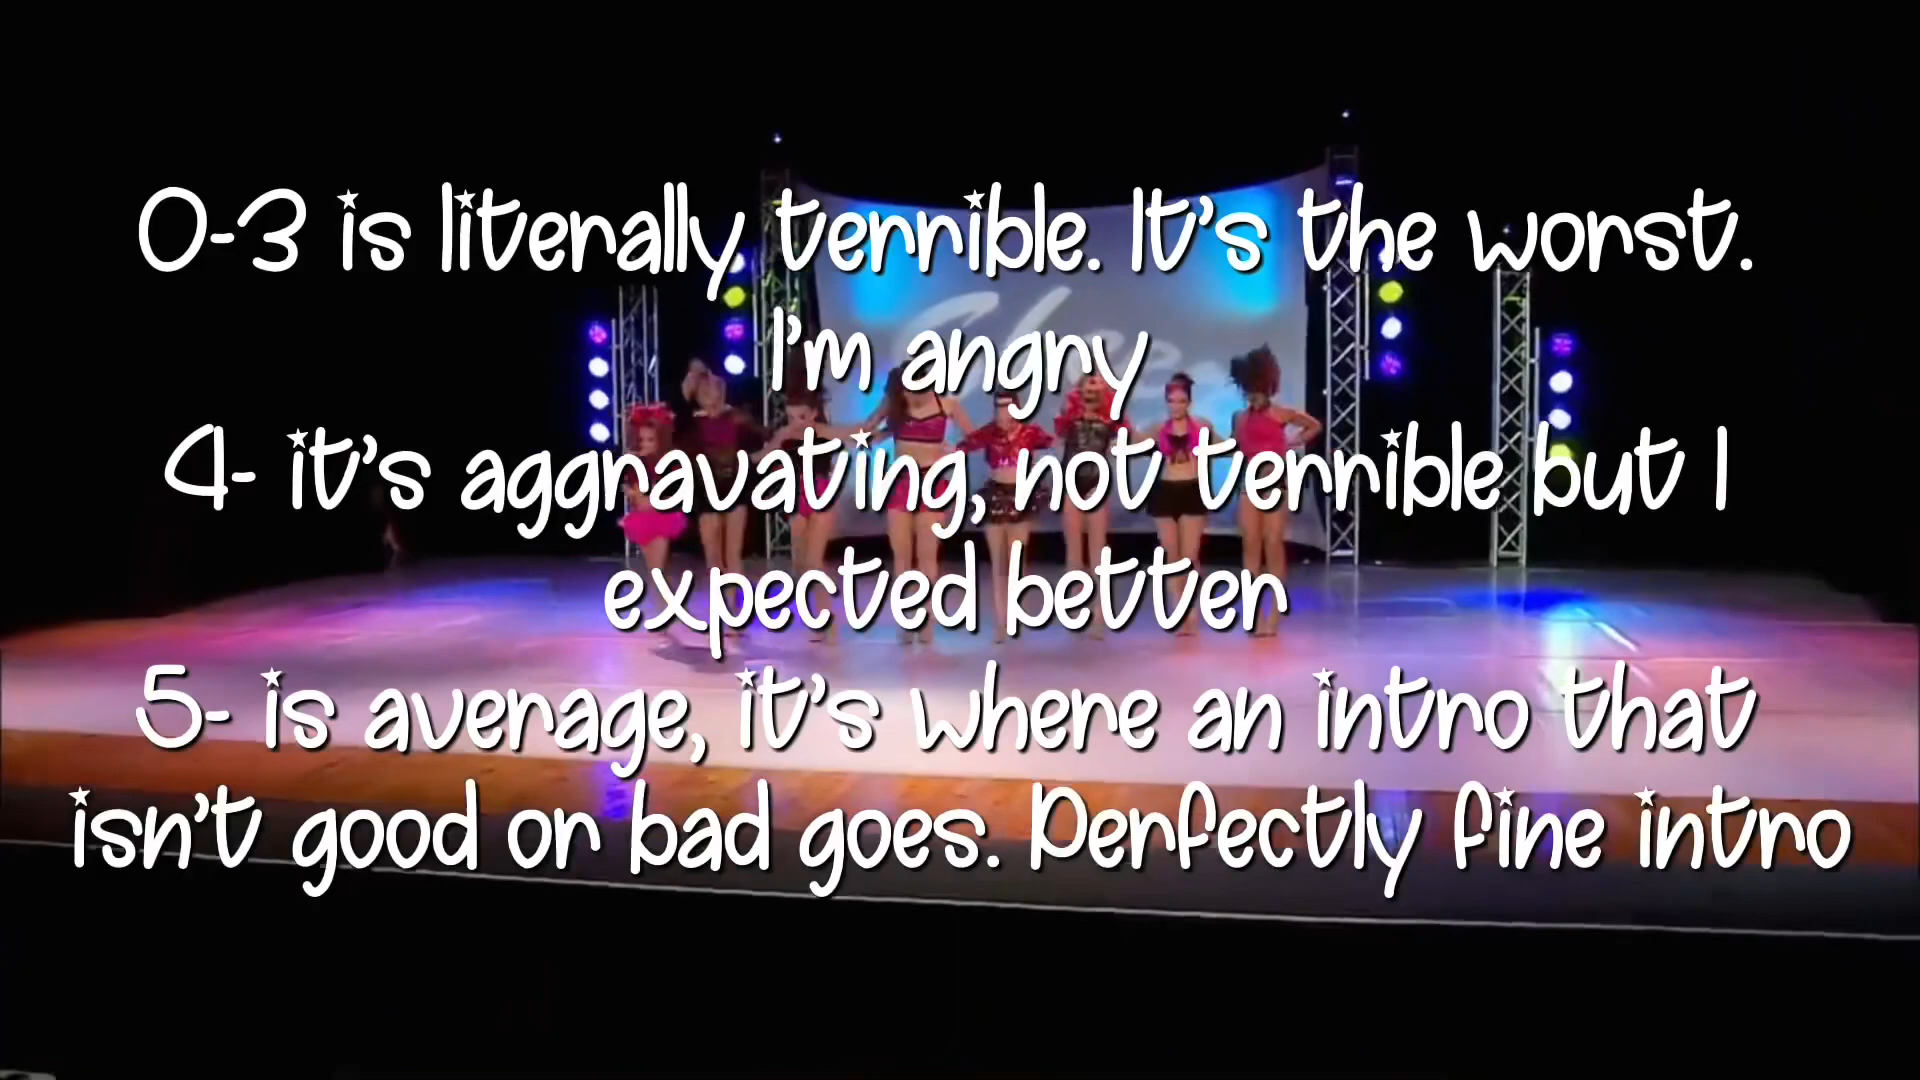 0-3 is literally terrible. It's the worst.
I'm angry
4- it's aggravating, not terrible but I
expected better
5- is average, it's where an intro that
isn't good or bad goes. Perfectly fine intro